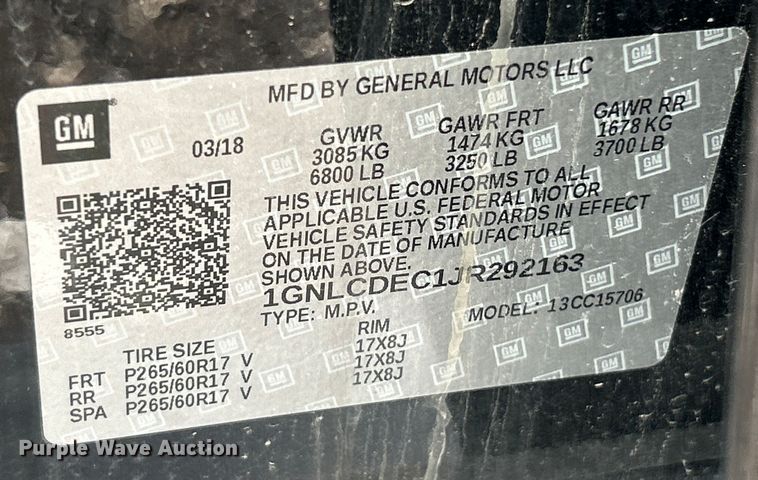 MFD BY GENERAL MOTORS LLC
GM
03/18
GVWR GAWR FRT GAWR RR
3085 KG 1474 KG 1678 KG
6800 LB 3250 LB 3700 LB
THIS VEHICLE CONFORMS TO ALL
APPLICABLE U.S. FEDERAL MOTOR
VEHICLE SAFETY STANDARDS IN EFFECT
ON THE DATE OF MANUFACTURE
SHOWN ABOVE.
1GNLCDEC1JR292163
TYPE: M.P.V. MODEL: 13CC15706
8555
TIRE SIZE RIM
FRT P265/60R17 V 17X8J
RR P265/60R17 V 17X8J
SPA P265/60R17 V 17X8J
Purple Wave Auction